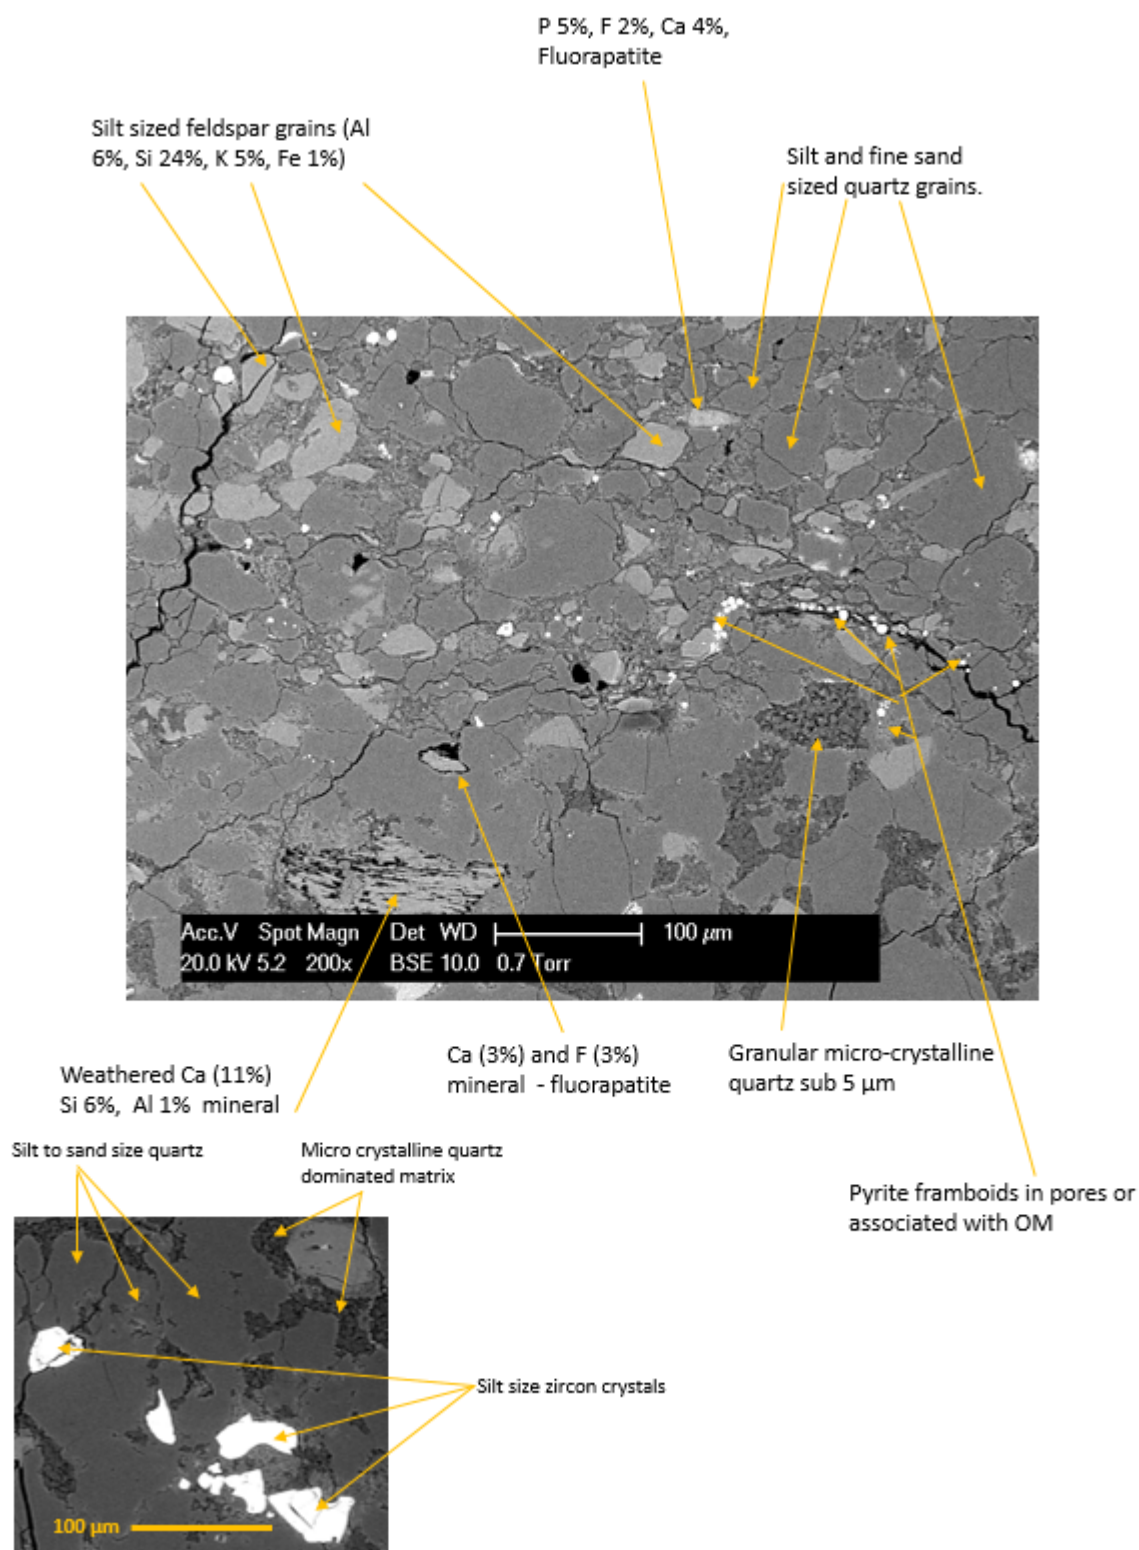 P 5%, F 2%, Ca 4%,
Fluorapatite
Silt sized feldspar grains (Al
6%, Si 24%, K 5%, Fe 1%)
Silt and fine sand
sized quartz grains.
Acc.V Spot Magn Det WD 100 µm
20.0 kV 5.2 200x BSE 10.0 0.7 Torr
Weathered Ca (11%)
Si 6%, Al 1% mineral
Ca (3%) and F (3%)
mineral - fluorapatite
Granular micro-crystalline
quartz sub 5 µm
Pyrite framboids in pores or
associated with OM
Silt to sand size quartz
Micro crystalline quartz
dominated matrix
Silt size zircon crystals
100 µm